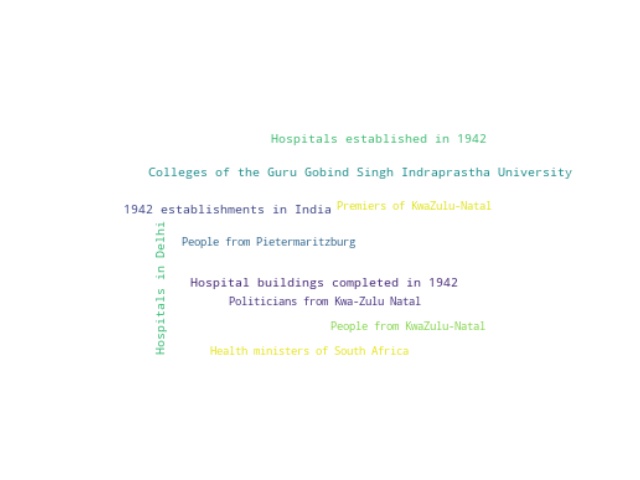 Hospitals established in 1942
Colleges of the Guru Gobind Singh Indraprastha University
Premiers of KwaZulu-Natal
1942 establishments in India
Hospitals in Delhi
People from Pietermaritzburg
Hospital buildings completed in 1942
Politicians from Kwa-Zulu Natal
People from KwaZulu-Natal
Health ministers of South Africa